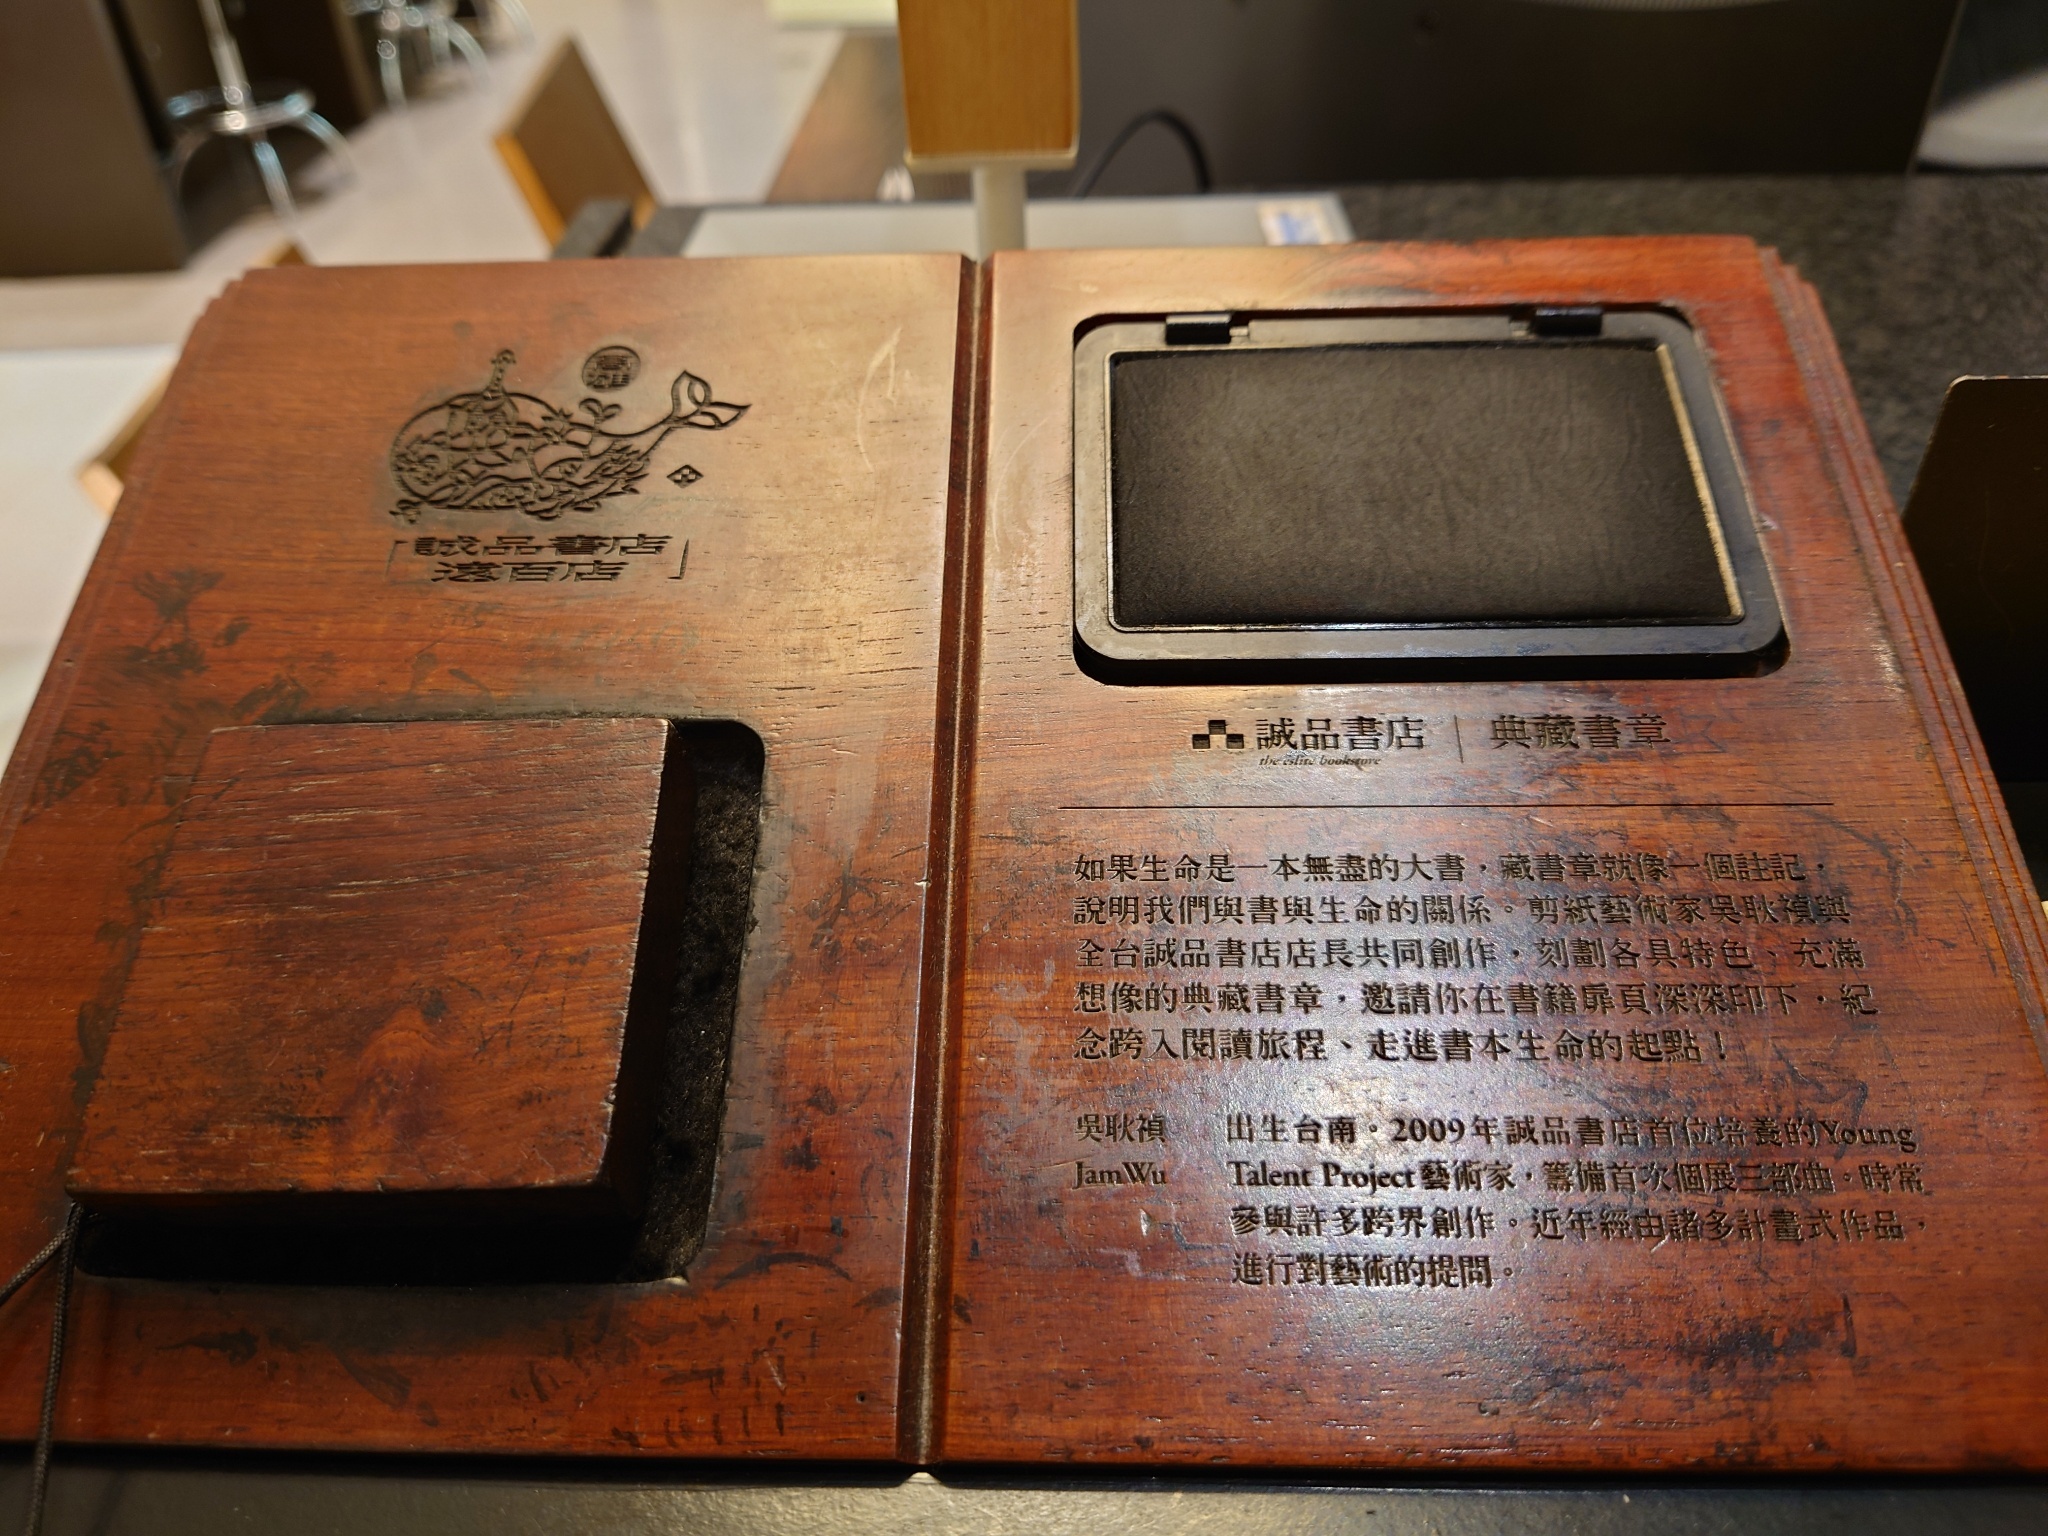 高雄
「誠品書店
遠百店」
誠品書店｜典藏書章
the eslite bookstore
如果生命是一本無盡的大書，藏書章就像一個註記，
說明我們與書與生命的關係。剪紙藝術家吳耿禎與
全台誠品書店店長共同創作，刻劃各具特色、充滿
想像的典藏書章，邀請你在書籍扉頁深深印下，紀
念跨入閱讀旅程、走進書本生命的起點！
吳耿禎 出生台南。2009年誠品書店首位培養的Young
JamWu Talent Project藝術家，籌備首次個展三部曲。時常
參與許多跨界創作。近年經由諸多計畫式作品，
進行對藝術的提問。